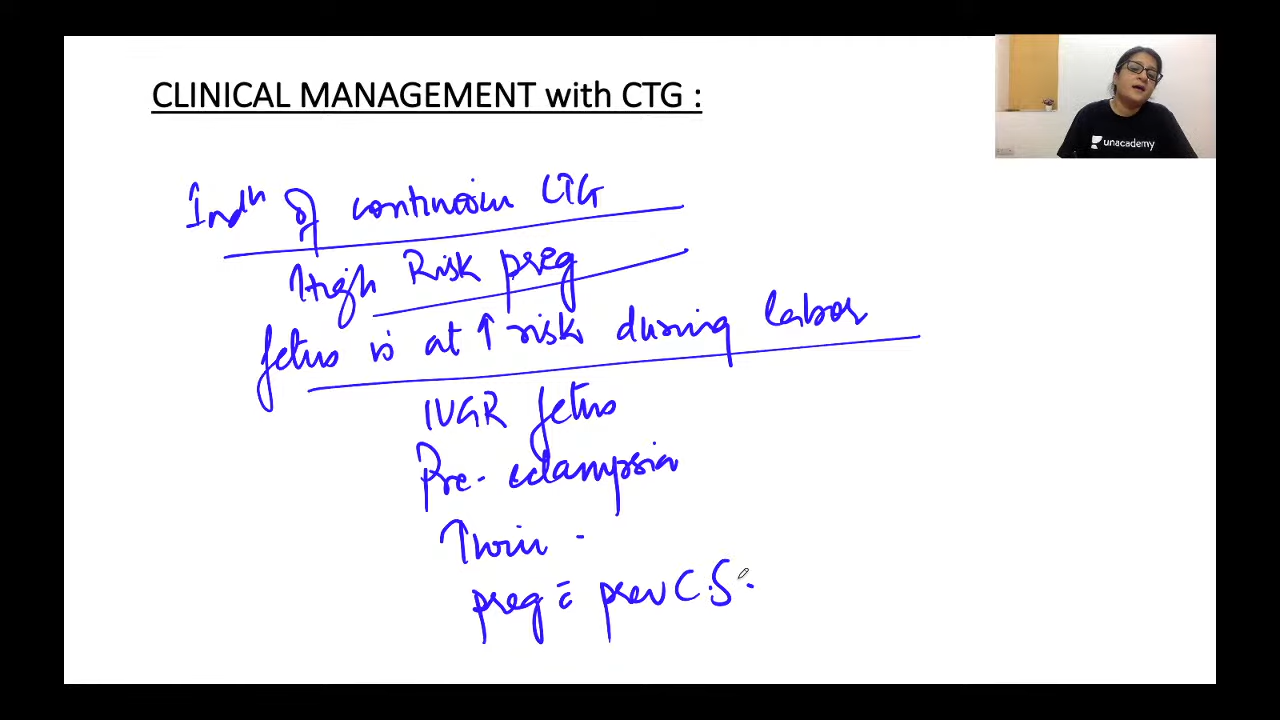 CLINICAL MANAGEMENT with CTG :
unacademy
Indⁿ of continuous CTG
High Risk preg
fetus is at ↑ risk during labor
IUGR fetus
Pre-eclampsia
Twin -
preg c̄ prev C.S.